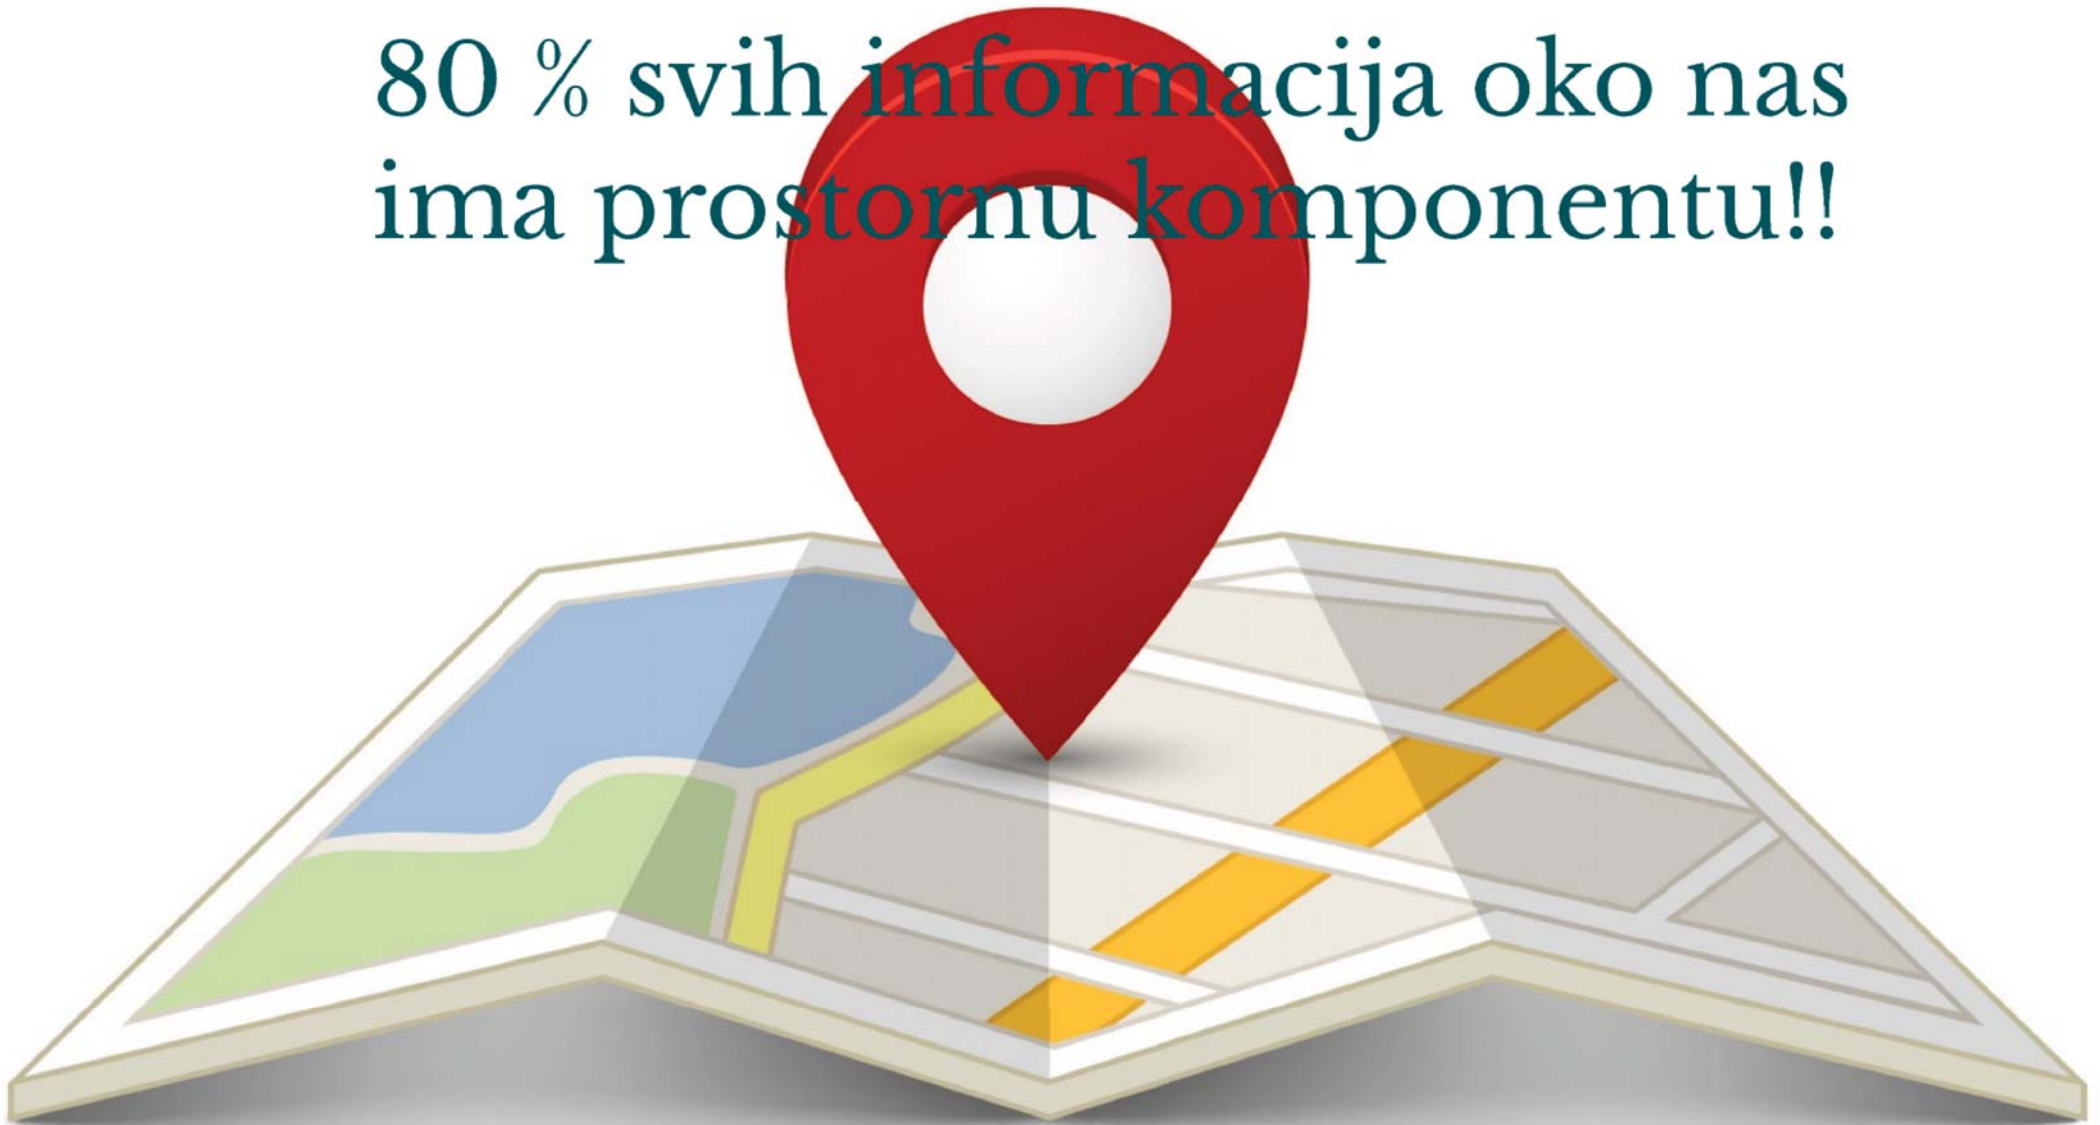 80 % svih informacija oko nas
ima prostornu komponentu!!